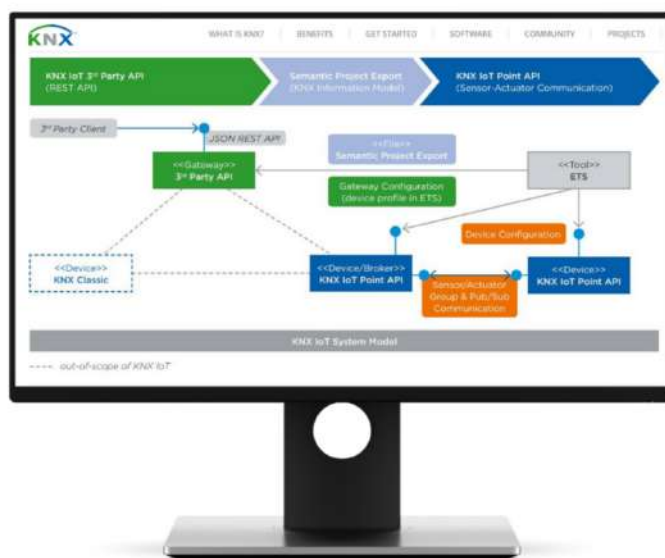 KNX
WHAT IS KNX?
BENEFITS
GET STARTED
SOFTWARE
COMMUNITY
PROJECTS
KNX IoT 3rd Party API
(REST API)
Semantic Project Export
(KNX Information Model)
KNX IoT Point API
(Sensor-Actuator Communication)
3rd Party Client
JSON REST API
<<Gateway>>
3rd Party API
<<File>>
Semantic Project Export
<<Tool>>
ETS
Gateway Configuration
(device profile in ETS)
Device Configuration
<<Device>>
KNX Classic
<<Device/Broker>>
KNX IoT Point API
Sensor/Actuator
Group & Pub/Sub
Communication
<<Device>>
KNX IoT Point API
KNX IoT System Model
out-of-scope of KNX IoT